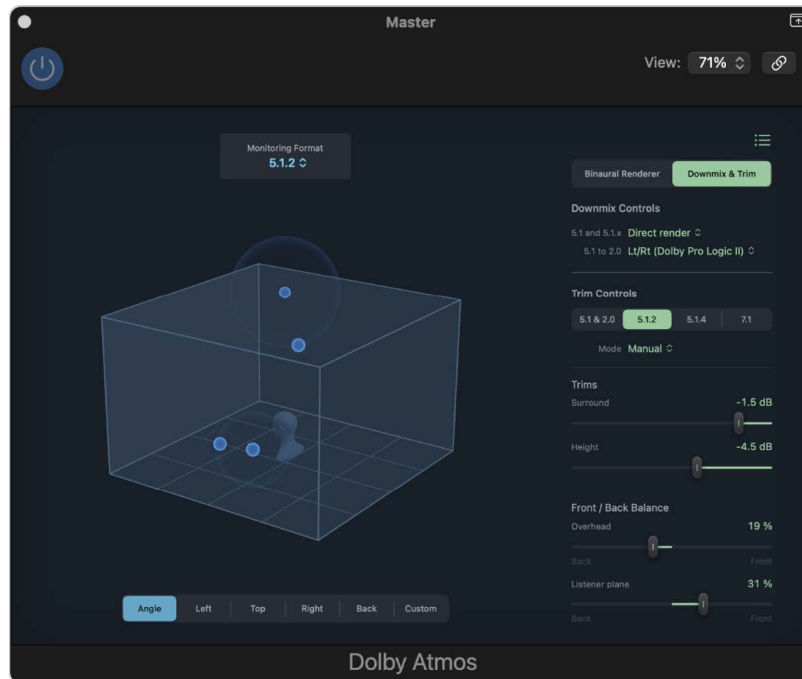 Master
View: 71%
Monitoring Format
5.1.2
Binaural Renderer Downmix & Trim
Downmix Controls
5.1 and 5.1.x Direct render
5.1 to 2.0 Lt/Rt (Dolby Pro Logic II)
Trim Controls
5.1 & 2.0 5.1.2 5.1.4 7.1
Mode Manual
Trims
Surround -1.5 dB
Height -4.5 dB
Front / Back Balance
Overhead 19 %
Back Front
Listener plane 31 %
Back Front
Angle Left Top Right Back Custom
Dolby Atmos